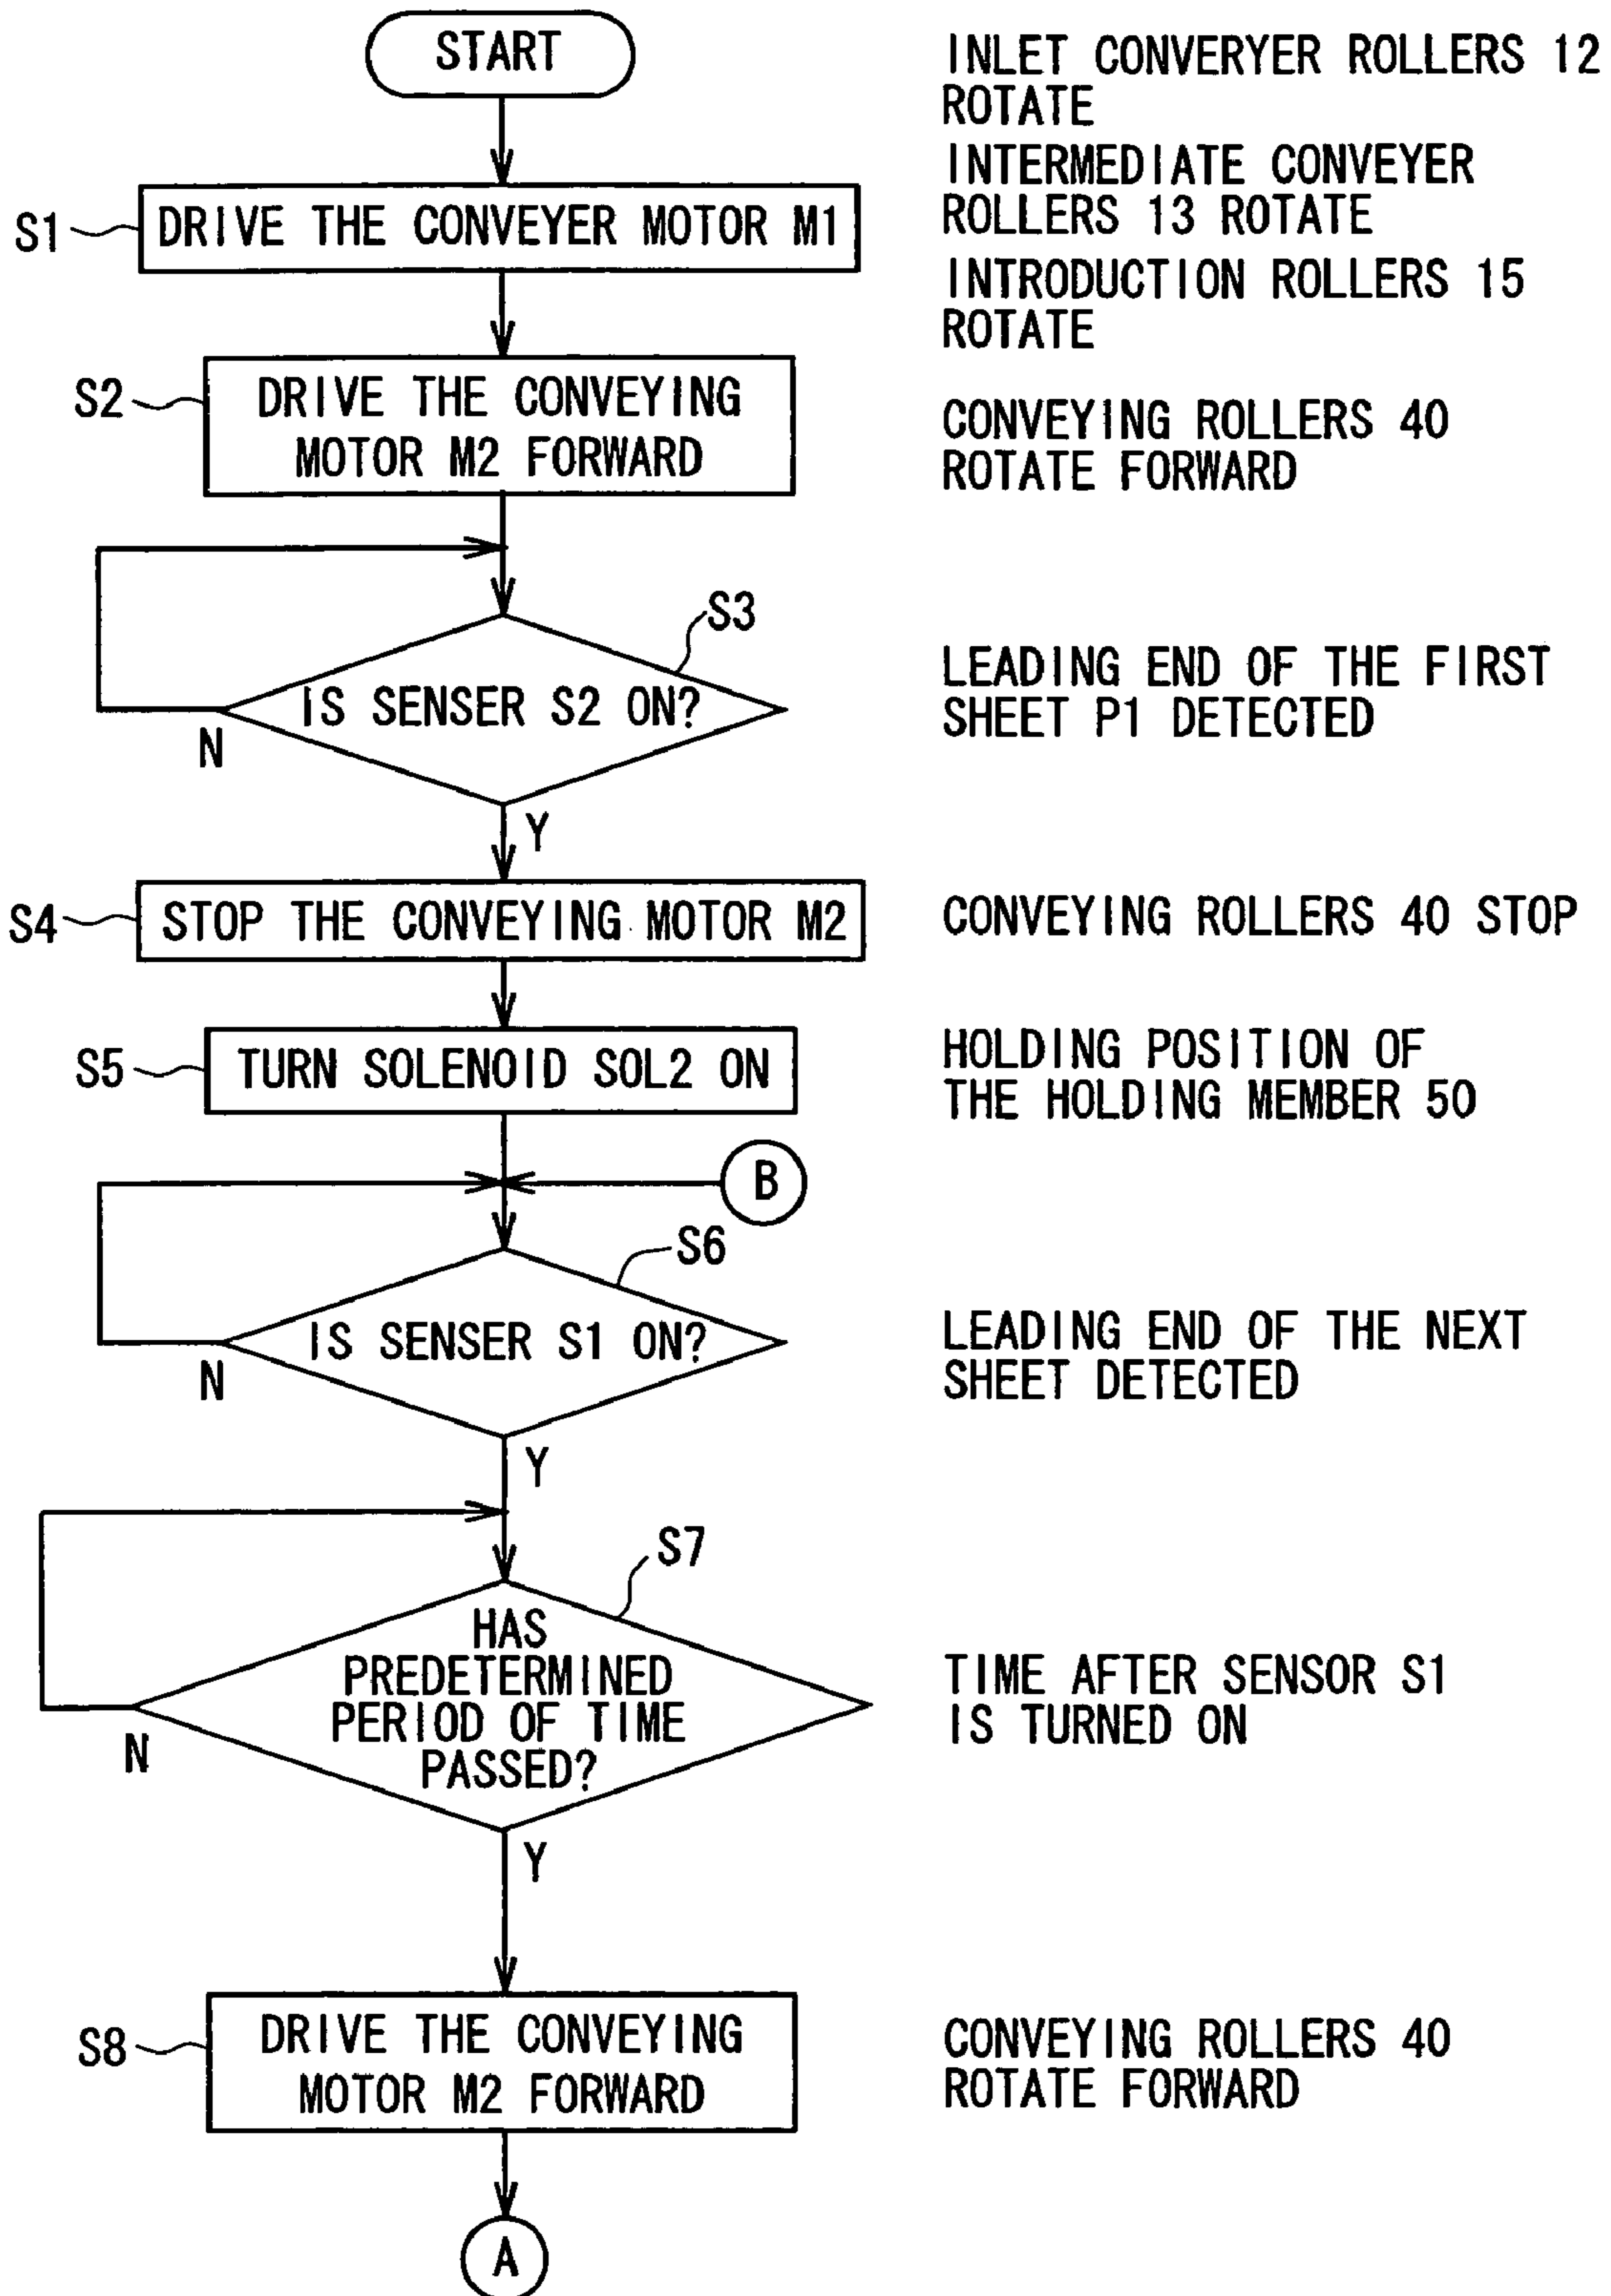 START
INLET CONVERYER ROLLERS 12
ROTATE
INTERMEDIATE CONVEYER
ROLLERS 13 ROTATE
INTRODUCTION ROLLERS 15
ROTATE
S1
DRIVE THE CONVEYER MOTOR M1
S2
DRIVE THE CONVEYING
MOTOR M2 FORWARD
CONVEYING ROLLERS 40
ROTATE FORWARD
S3
IS SENSER S2 ON?
N
Y
LEADING END OF THE FIRST
SHEET P1 DETECTED
S4
STOP THE CONVEYING MOTOR M2
CONVEYING ROLLERS 40 STOP
S5
TURN SOLENOID SOL2 ON
HOLDING POSITION OF
THE HOLDING MEMBER 50
B
S6
IS SENSER S1 ON?
N
Y
LEADING END OF THE NEXT
SHEET DETECTED
S7
HAS
PREDETERMINED
PERIOD OF TIME
PASSED?
N
Y
TIME AFTER SENSOR S1
IS TURNED ON
S8
DRIVE THE CONVEYING
MOTOR M2 FORWARD
CONVEYING ROLLERS 40
ROTATE FORWARD
A